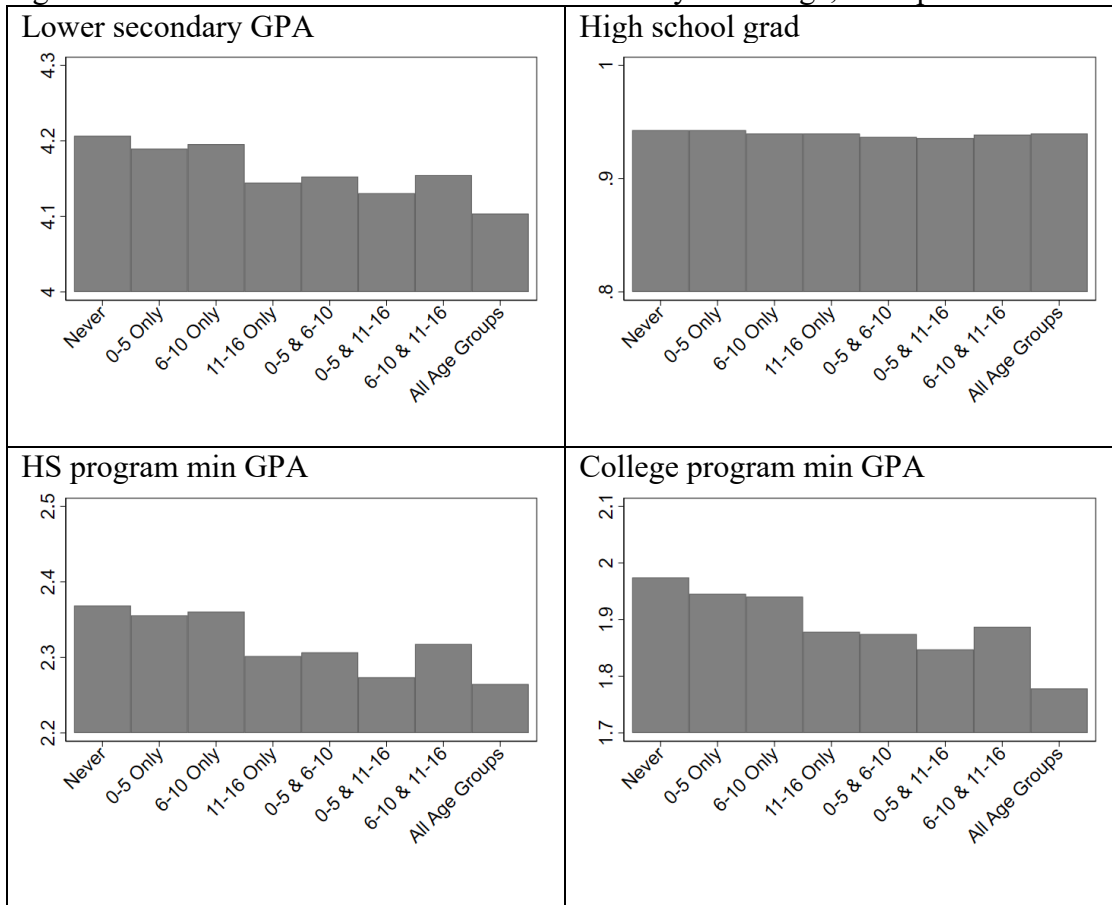 Lower secondary GPA
4.3
4.2
4.1
4
Never
0-5 Only
6-10 Only
11-16 Only
0-5 & 6-10
0-5 & 11-16
6-10 & 11-16
All Age Groups
High school grad
1
.9
.8
Never
0-5 Only
6-10 Only
11-16 Only
0-5 & 6-10
0-5 & 11-16
6-10 & 11-16
All Age Groups
HS program min GPA
2.5
2.4
2.3
2.2
Never
0-5 Only
6-10 Only
11-16 Only
0-5 & 6-10
0-5 & 11-16
6-10 & 11-16
All Age Groups
College program min GPA
2.1
2
1.9
1.8
1.7
Never
0-5 Only
6-10 Only
11-16 Only
0-5 & 6-10
0-5 & 11-16
6-10 & 11-16
All Age Groups